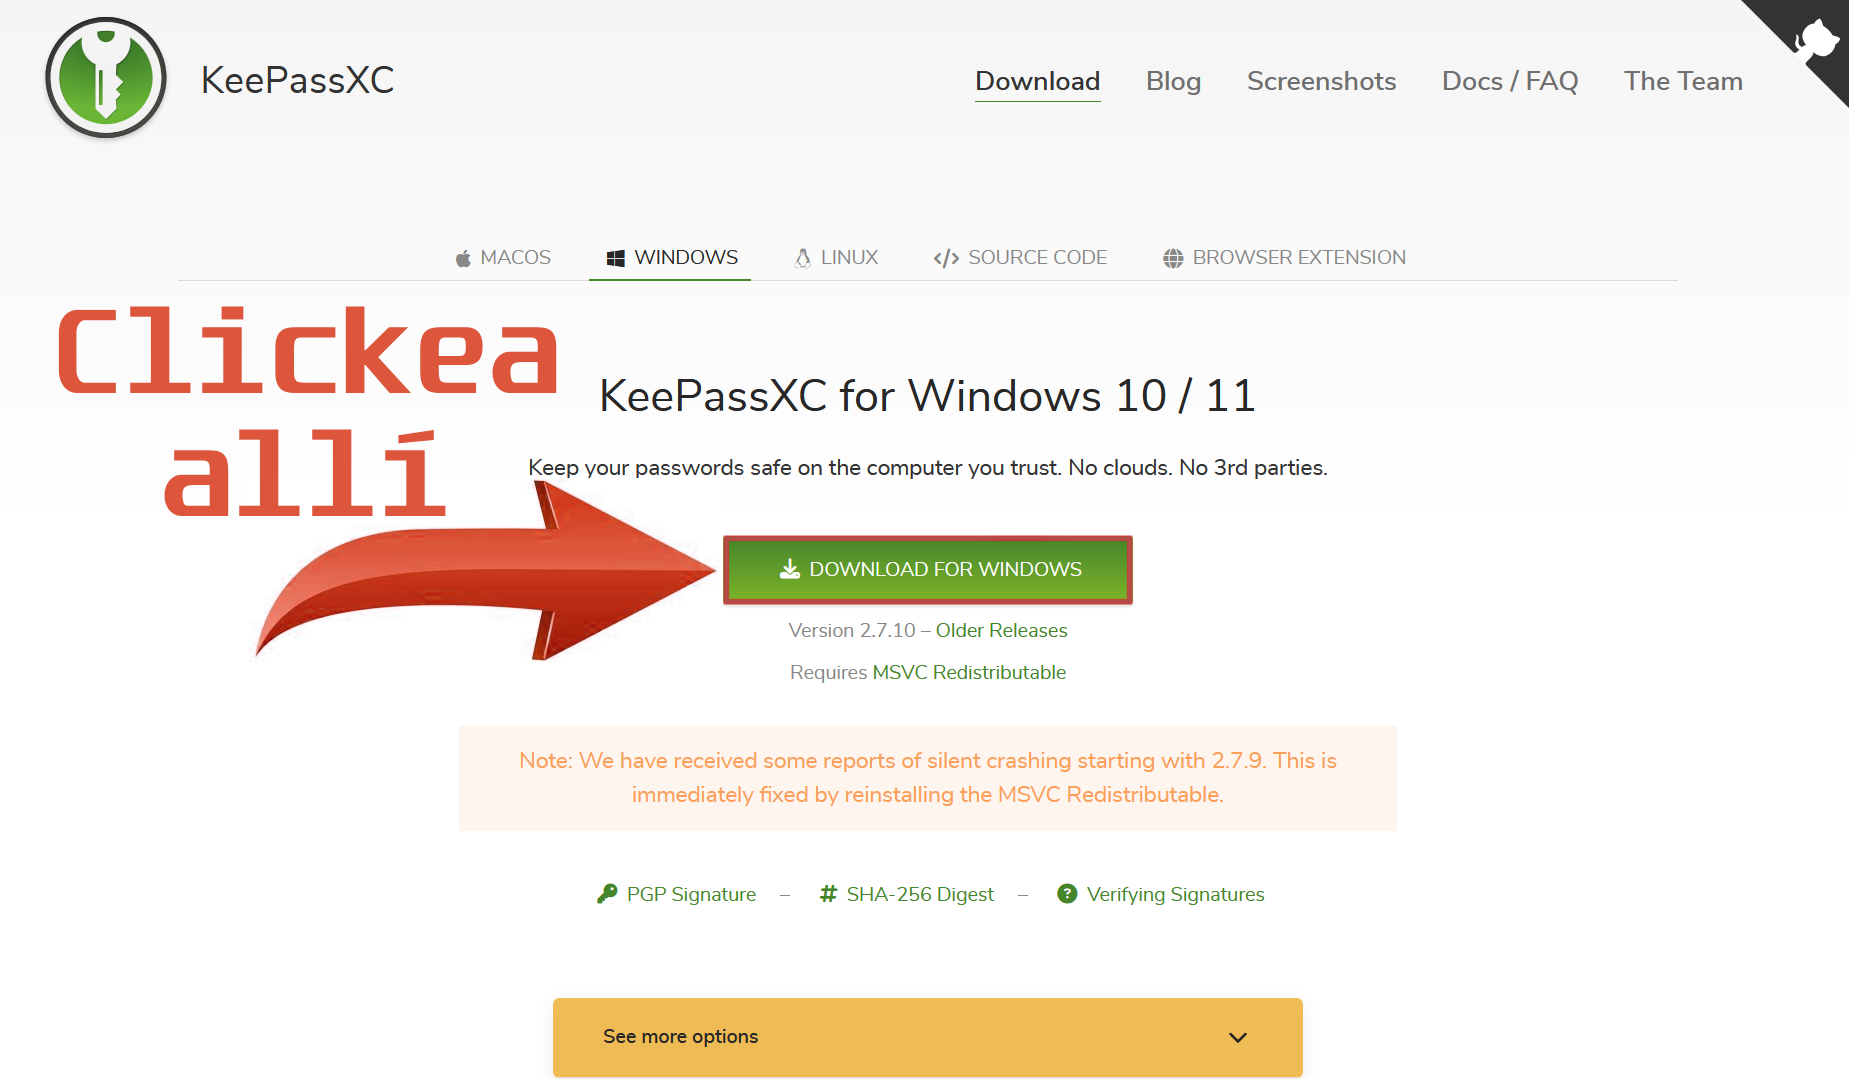 KeePassXC
Download Blog Screenshots Docs / FAQ The Team
MACOS WINDOWS LINUX SOURCE CODE BROWSER EXTENSION
Clickea
allí
KeePassXC for Windows 10 / 11
Keep your passwords safe on the computer you trust. No clouds. No 3rd parties.
DOWNLOAD FOR WINDOWS
Version 2.7.10 – Older Releases
Requires MSVC Redistributable
Note: We have received some reports of silent crashing starting with 2.7.9. This is
immediately fixed by reinstalling the MSVC Redistributable.
PGP Signature – SHA-256 Digest – Verifying Signatures
See more options